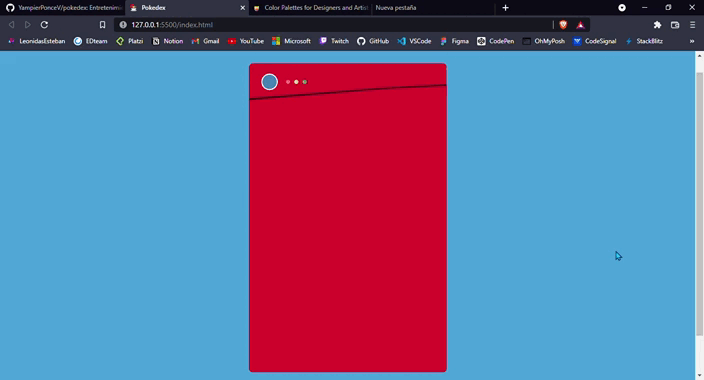 YampierPonceV/pokedex: Entretenimie
Pokedex
Color Palettes for Designers and Artist
Nueva pestaña
127.0.0.1:5500/index.html
LeonidasEsteban EDteam Platzi Notion Gmail YouTube Microsoft Twitch GitHub VSCode Figma CodePen OhMyPosh CodeSignal StackBlitz